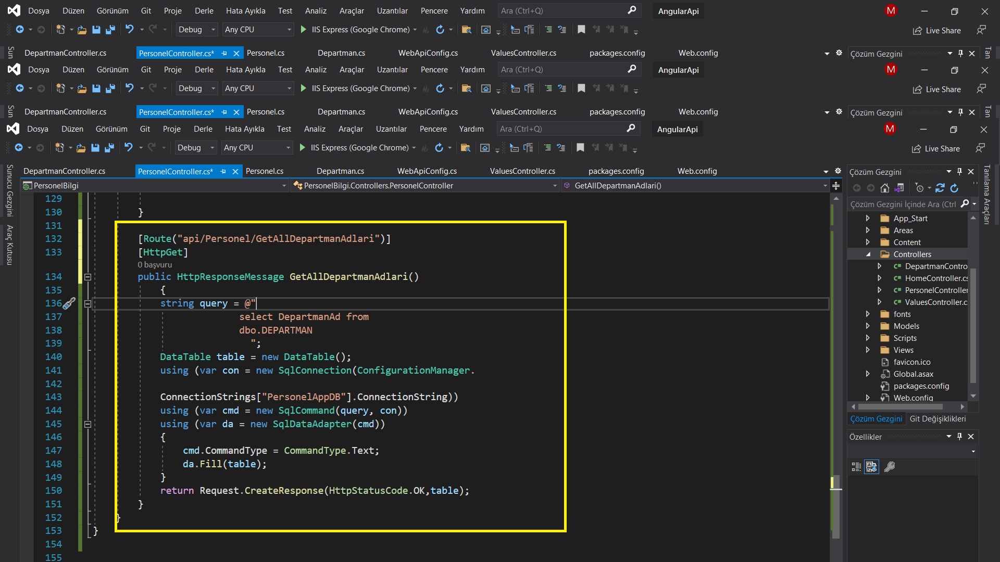 Dosya Düzen Görünüm Git Proje Derle Hata Ayıkla Test Analiz Araçlar Uzantılar Pencere Yardım Ara (Ctrl+Q) AngularApi M
Debug Any CPU IIS Express (Google Chrome) Live Share
Sun DepartmanController.cs PersonelController.cs* Personel.cs Departman.cs WebApiConfig.cs ValuesController.cs packages.config Web.config Çözüm Gezgini Tan
Dosya Düzen Görünüm Git Proje Derle Hata Ayıkla Test Analiz Araçlar Uzantılar Pencere Yardım Ara (Ctrl+Q) AngularApi M
Debug Any CPU IIS Express (Google Chrome) Live Share
Sun DepartmanController.cs PersonelController.cs* Personel.cs Departman.cs WebApiConfig.cs ValuesController.cs packages.config Web.config Çözüm Gezgini Tan
Dosya Düzen Görünüm Git Proje Derle Hata Ayıkla Test Analiz Araçlar Uzantılar Pencere Yardım Ara (Ctrl+Q) AngularApi M
Debug Any CPU IIS Express (Google Chrome) Live Share
DepartmanController.cs PersonelController.cs* Personel.cs Departman.cs WebApiConfig.cs ValuesController.cs packages.config Web.config
PersonelBilgi PersonelBilgi.Controllers.PersonelController GetAllDepartmanAdlari()
Sunucu Gezgini
Araç Kutusu
129
130 }
131
132 [Route("api/Personel/GetAllDepartmanAdlari")]
133 [HttpGet]
0 başvuru
134 public HttpResponseMessage GetAllDepartmanAdlari()
135 {
136 string query = @"
137 select DepartmanAd from
138 dbo.DEPARTMAN
139 ";
140 DataTable table = new DataTable();
141 using (var con = new SqlConnection(ConfigurationManager.
142
143 ConnectionStrings["PersonelAppDB"].ConnectionString))
144 using (var cmd = new SqlCommand(query, con))
145 using (var da = new SqlDataAdapter(cmd))
146 {
147 cmd.CommandType = CommandType.Text;
148 da.Fill(table);
149 }
150 return Request.CreateResponse(HttpStatusCode.OK,table);
151 }
152 }
153 }
154
155
Çözüm Gezgini
Çözüm Gezgini İçinde Ara (Ctrl
App_Start
Areas
Content
Controllers
C# DepartmanContro
C# HomeController.cs
C# PersonelController
C# ValuesController.c
fonts
Models
Scripts
Views
favicon.ico
Global.asax
packages.config
Web.config
Çözüm Gezgini Git Değişiklikleri
Özellikler
Tanılama Araçları